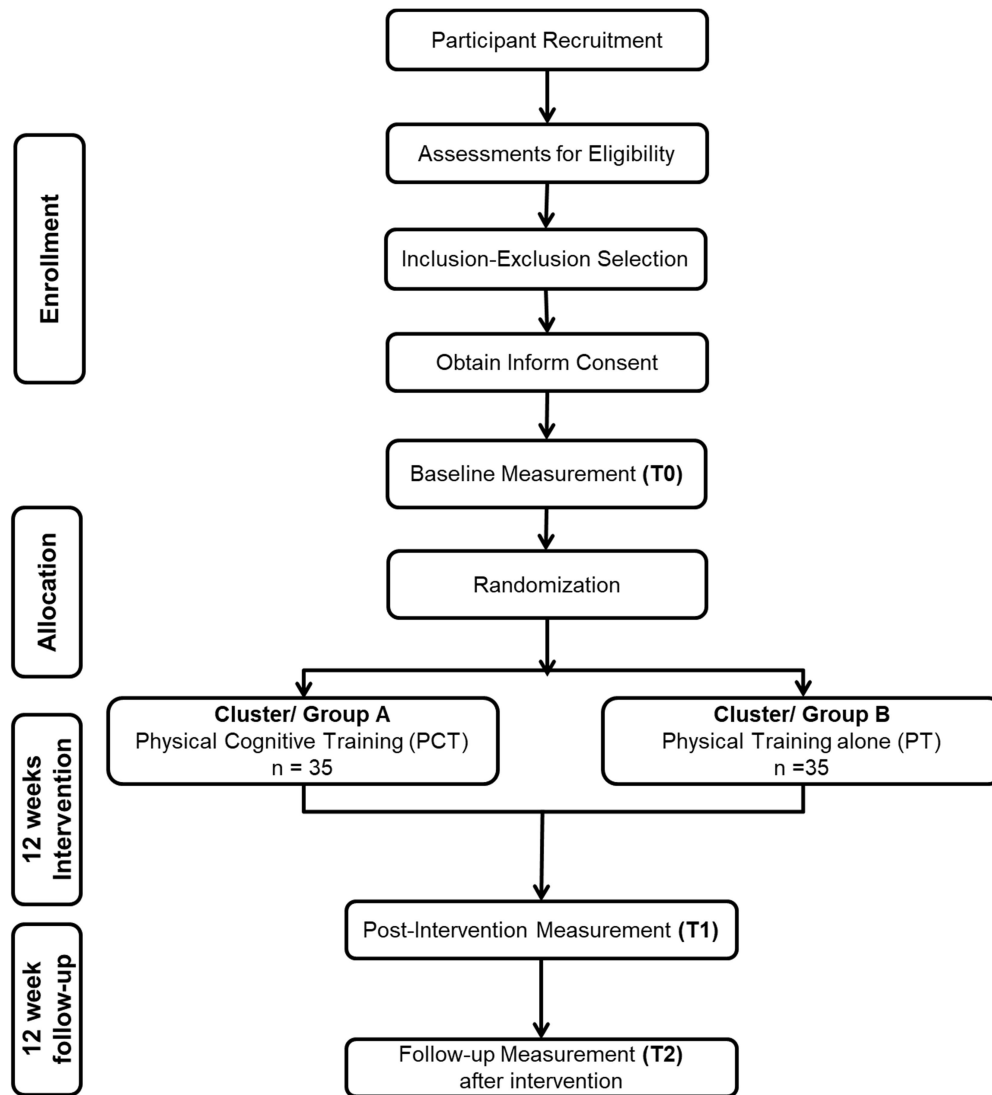 Participant Recruitment
Enrollment
Assessments for Eligibility
Inclusion-Exclusion Selection
Obtain Inform Consent
Baseline Measurement (T0)
Allocation
Randomization
12 weeks
Intervention
Cluster/ Group A
Physical Cognitive Training (PCT)
n = 35
Cluster/ Group B
Physical Training alone (PT)
n =35
12 week
follow-up
Post-Intervention Measurement (T1)
Follow-up Measurement (T2)
after intervention